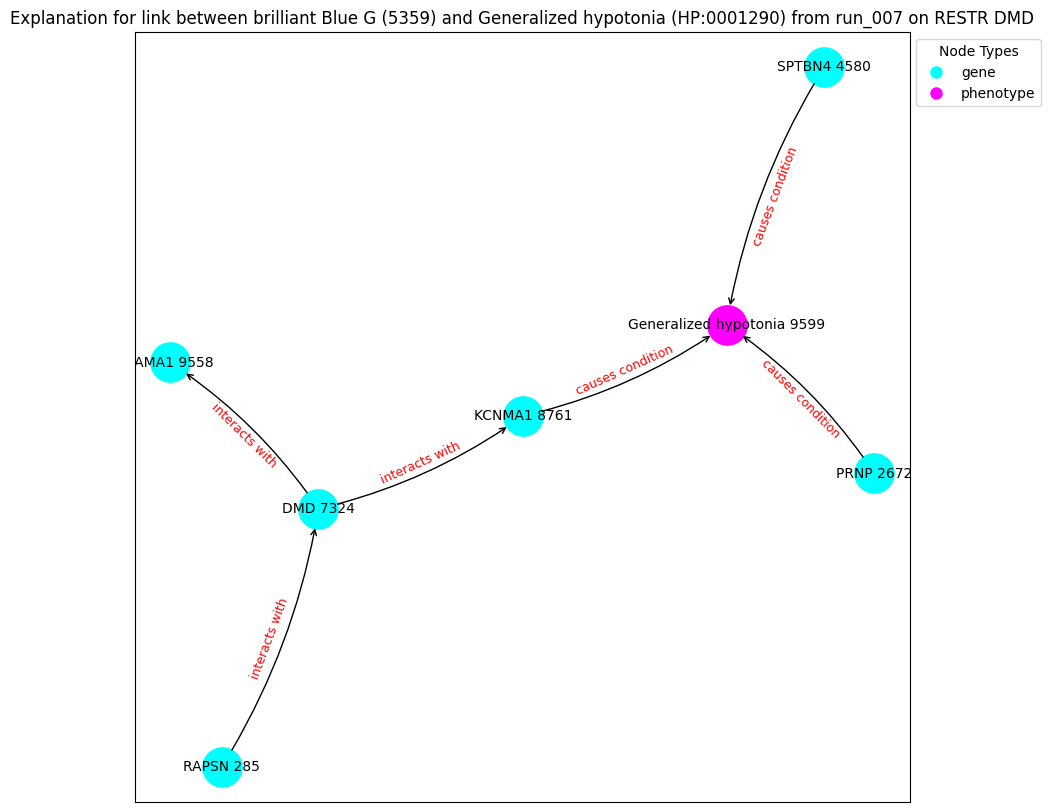 Explanation for link between brilliant Blue G (5359) and Generalized hypotonia (HP:0001290) from run_007 on RESTR DMD
Node Types
gene
phenotype
SPTBN4 4580
causes condition
Generalized hypotonia 9599
causes condition
causes condition
AMA1 9558
KCNMA1 8761
interacts with
interacts with
PRNP 2672
DMD 7324
interacts with
RAPSN 285